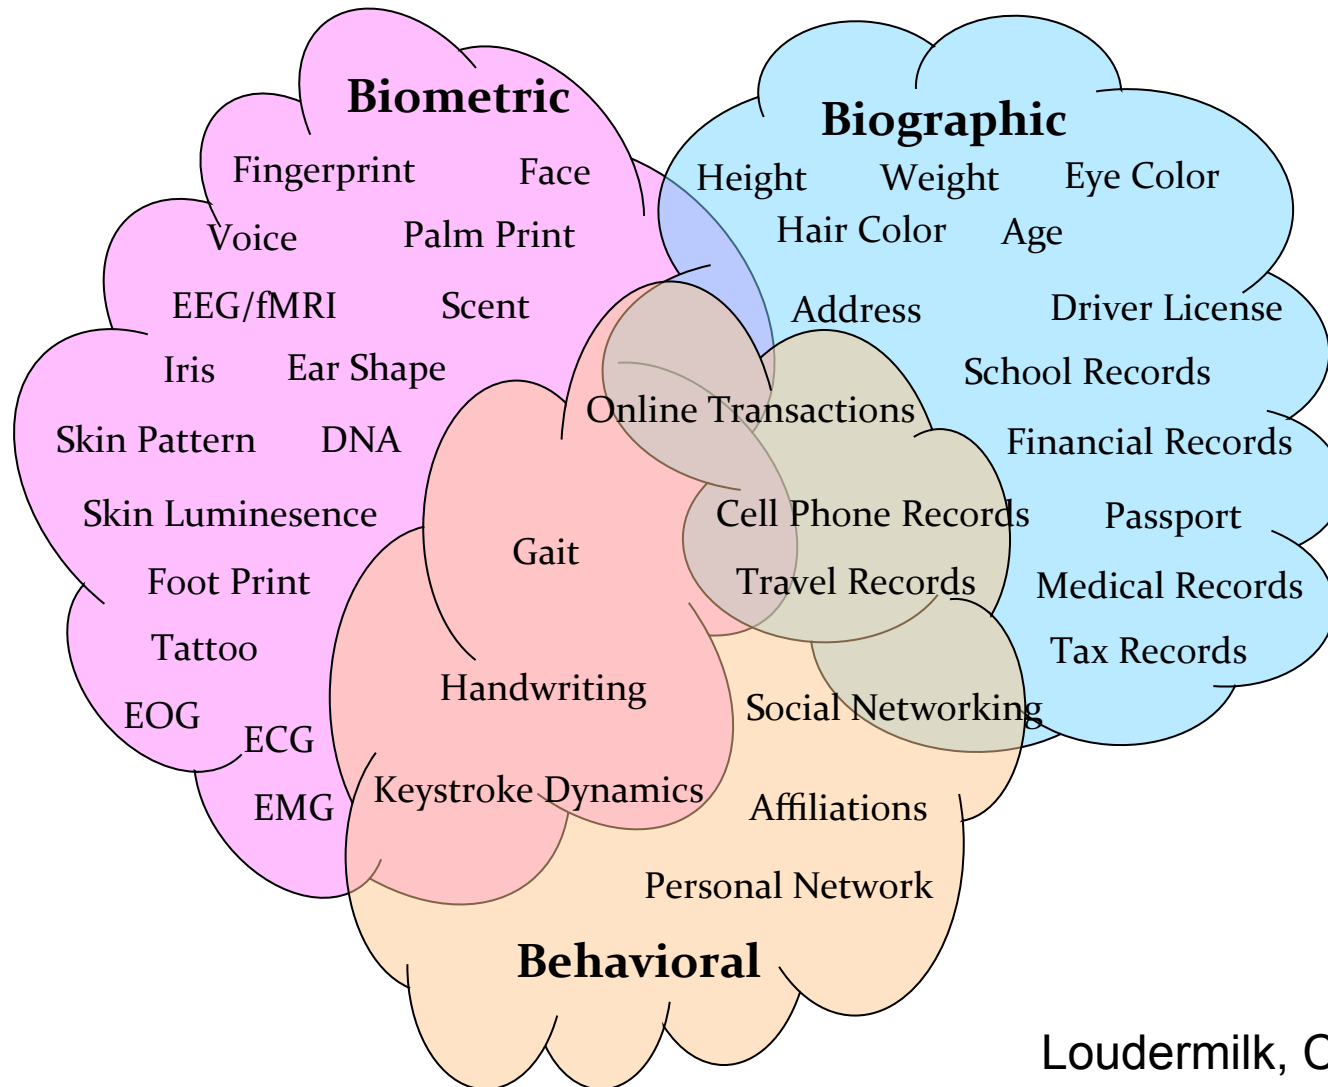 Biometric
Fingerprint Face
Voice Palm Print
EEG/fMRI Scent
Iris Ear Shape
Skin Pattern DNA
Skin Luminesence
Foot Print
Tattoo
EOG
ECG
EMG
Biographic
Height Weight Eye Color
Hair Color Age
Address Driver License
School Records
Financial Records
Passport
Medical Records
Tax Records
Online Transactions
Cell Phone Records
Travel Records
Social Networking
Gait
Handwriting
Keystroke Dynamics
Affiliations
Personal Network
Behavioral
Loudermilk,